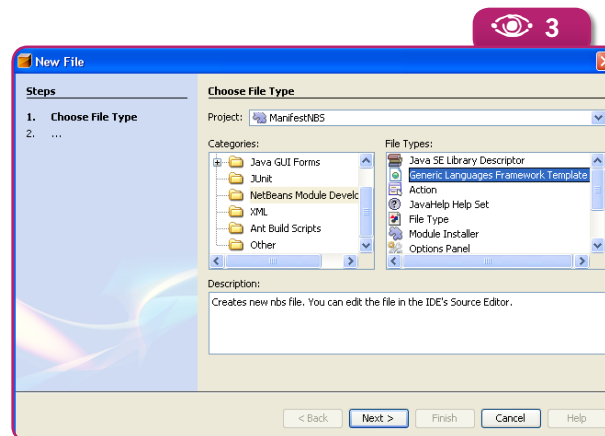 3
New File
Steps
1. Choose File Type
2. ...
Choose File Type
Project: ManifestNBS
Categories:
Java GUI Forms
JUnit
NetBeans Module Develc
XML
Ant Build Scripts
Other
File Types:
Java SE Library Descriptor
Generic Languages Framework Template
Action
JavaHelp Help Set
File Type
Module Installer
Options Panel
Description:
Creates new nbs file. You can edit the file in the IDE's Source Editor.
< Back Next > Finish Cancel Help